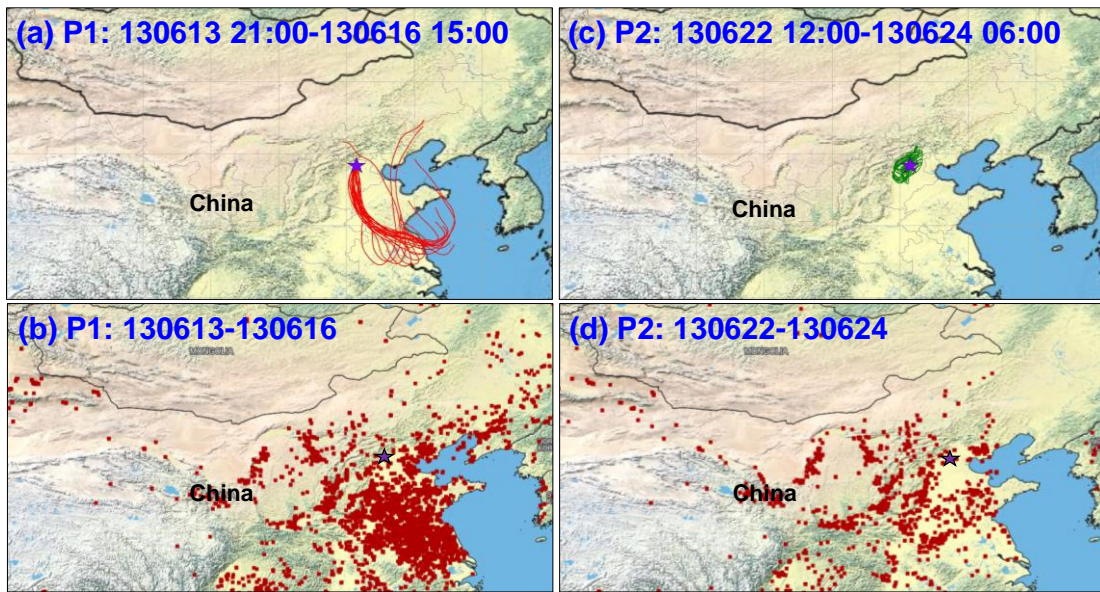 (a) P1: 130613 21:00-130616 15:00
China
(c) P2: 130622 12:00-130624 06:00
China
(b) P1: 130613-130616
MONGOLIA
China
(d) P2: 130622-130624
MONGOLIA
China